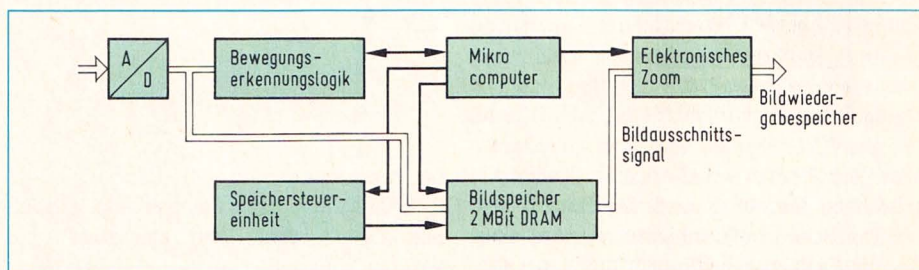 A
D
Bewegungs-
erkennungslogik
Mikro
computer
Elektronisches
Zoom
Bildwieder-
gabespeicher
Bildausschnitts-
signal
Speichersteuer-
einheit
Bildspeicher
2 MBit DRAM